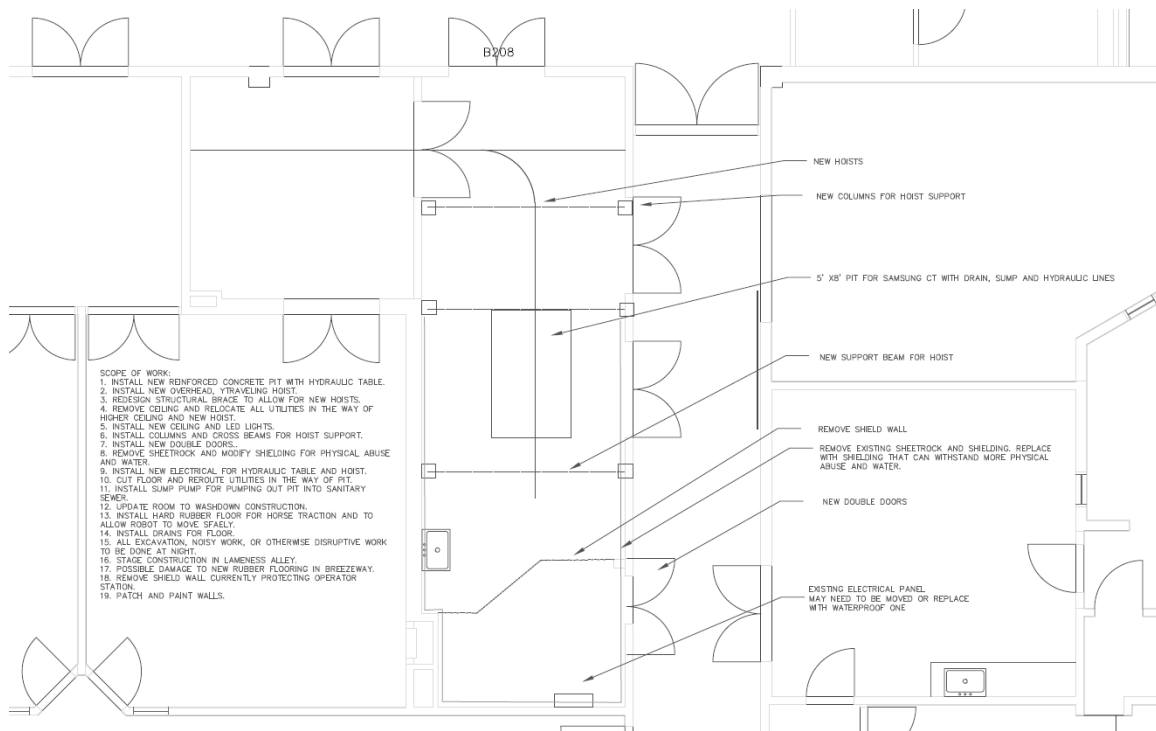 B208
NEW HOISTS
NEW COLUMNS FOR HOIST SUPPORT
5' X8' PIT FOR SAMSUNG CT WITH DRAIN, SUMP AND HYDRAULIC LINES
NEW SUPPORT BEAM FOR HOIST
SCOPE OF WORK:
1. INSTALL NEW REINFORCED CONCRETE PIT WITH HYDRAULIC TABLE.
2. INSTALL NEW OVERHEAD, YTRAVELING HOIST.
3. REDESIGN STRUCTURAL BRACE TO ALLOW FOR NEW HOISTS.
4. REMOVE CEILING AND RELOCATE ALL UTILITIES IN THE WAY OF
HIGHER CEILING AND NEW HOIST.
5. INSTALL NEW CEILING AND LED LIGHTS.
6. INSTALL COLUMNS AND CROSS BEAMS FOR HOIST SUPPORT.
7. INSTALL NEW DOUBLE DOORS..
8. REMOVE SHEETROCK AND MODIFY SHIELDING FOR PHYSICAL ABUSE
AND WATER.
9. INSTALL NEW ELECTRICAL FOR HYDRAULIC TABLE AND HOIST.
10. CUT FLOOR AND REROUTE UTILITIES IN THE WAY OF PIT.
11. INSTALL SUMP PUMP FOR PUMPING OUT PIT INTO SANITARY
SEWER.
12. UPDATE ROOM TO WASHDOWN CONSTRUCTION.
13. INSTALL HARD RUBBER FLOOR FOR HORSE TRACTION AND TO
ALLOW ROBOT TO MOVE SFAELY.
14. INSTALL DRAINS FOR FLOOR.
15. ALL EXCAVATION, NOISY WORK, OR OTHERWISE DISRUPTIVE WORK
TO BE DONE AT NIGHT.
16. STAGE CONSTRUCTION IN LAMENESS ALLEY.
17. POSSIBLE DAMAGE TO NEW RUBBER FLOORING IN BREEZEWAY.
18. REMOVE SHIELD WALL CURRENTLY PROTECTING OPERATOR
STATION.
19. PATCH AND PAINT WALLS.
REMOVE SHIELD WALL
REMOVE EXISTING SHEETROCK AND SHIELDING. REPLACE
WITH SHIELDING THAT CAN WITHSTAND MORE PHYSICAL
ABUSE AND WATER.
NEW DOUBLE DOORS
EXISTING ELECTRICAL PANEL
MAY NEED TO BE MOVED OR REPLACE
WITH WATERPROOF ONE